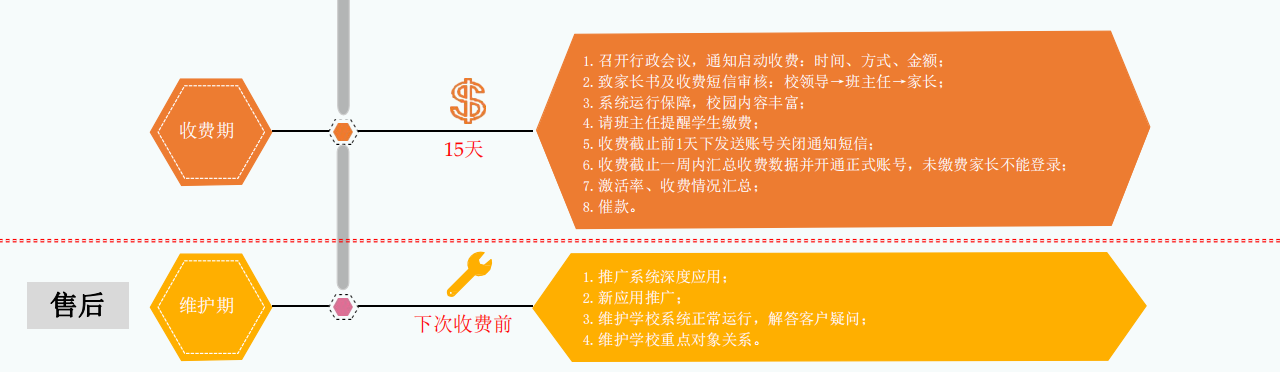 收费期
15天
1.召开行政会议，通知启动收费：时间、方式、金额；
2.致家长书及收费短信审核：校领导→班主任→家长；
3.系统运行保障，校园内容丰富；
4.请班主任提醒学生缴费；
5.收费截止前1天下发送账号关闭通知短信；
6.收费截止一周内汇总收费数据并开通正式账号，未缴费家长不能登录；
7.激活率、收费情况汇总；
8.催款。
售后
维护期
下次收费前
1.推广系统深度应用；
2.新应用推广；
3.维护学校系统正常运行，解答客户疑问；
4.维护学校重点对象关系。